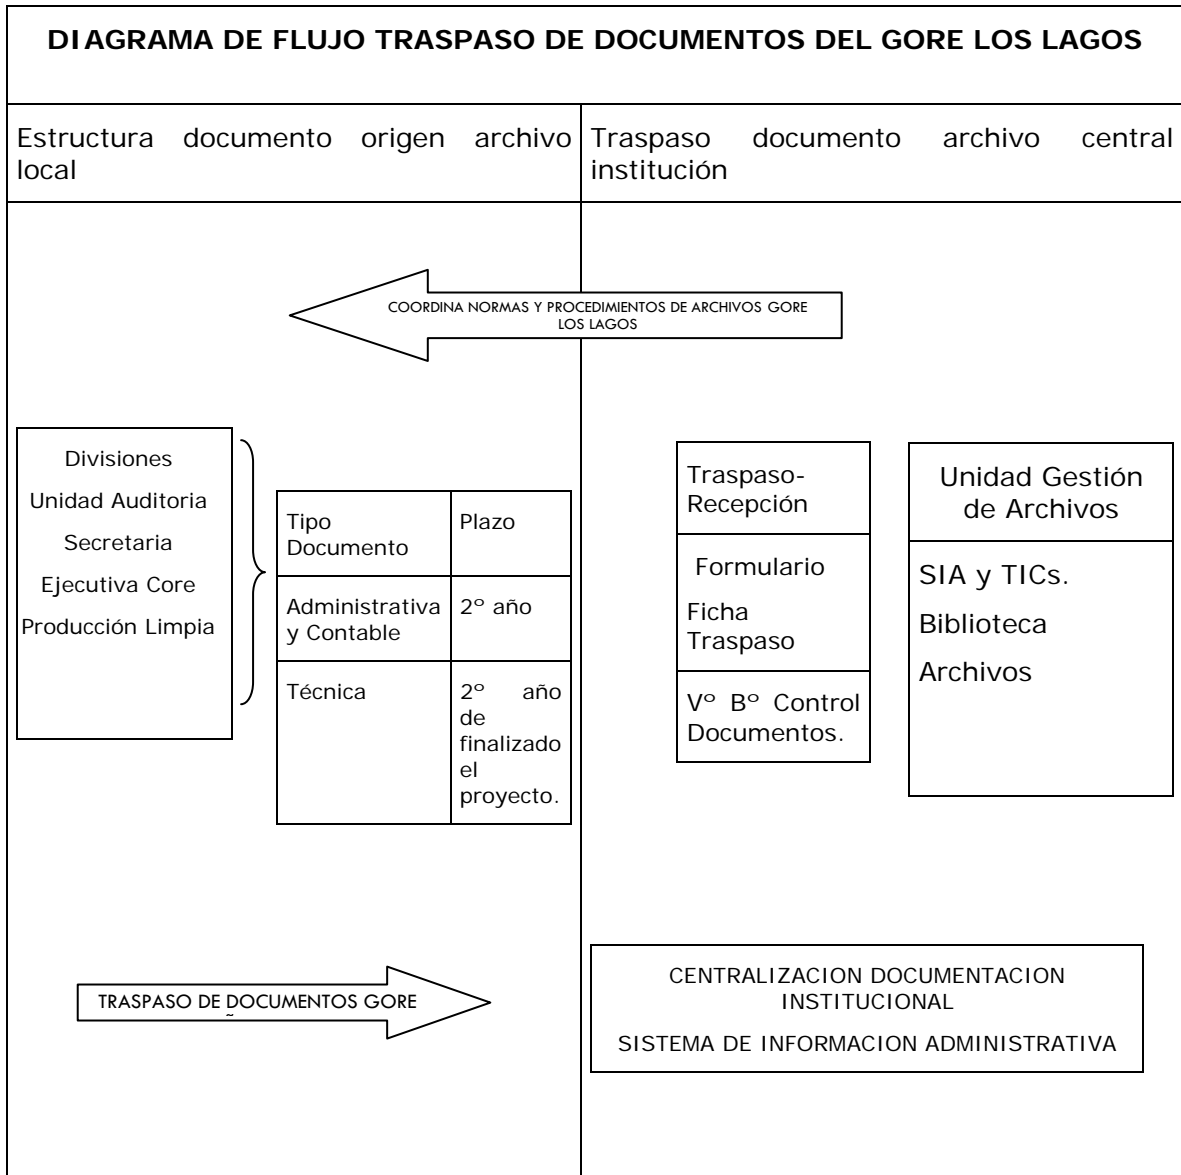 DIAGRAMA DE FLUJO TRASPASO DE DOCUMENTOS DEL GORE LOS LAGOS
Estructura documento origen archivo
local
Traspaso documento archivo central
institución
COORDINA NORMAS Y PROCEDIMIENTOS DE ARCHIVOS GORE
LOS LAGOS
Divisiones
Unidad Auditoria
Secretaria
Ejecutiva Core
Producción Limpia
Tipo
Documento
Plazo
Administrativa
y Contable
2º año
Técnica
2º año
de
finalizado
el
proyecto.
Traspaso-
Recepción
Formulario
Ficha
Traspaso
Vº Bº Control
Documentos.
Unidad Gestión
de Archivos
SIA y TICs.
Biblioteca
Archivos
TRASPASO DE DOCUMENTOS GORE
CENTRALIZACION DOCUMENTACION
INSTITUCIONAL
SISTEMA DE INFORMACION ADMINISTRATIVA